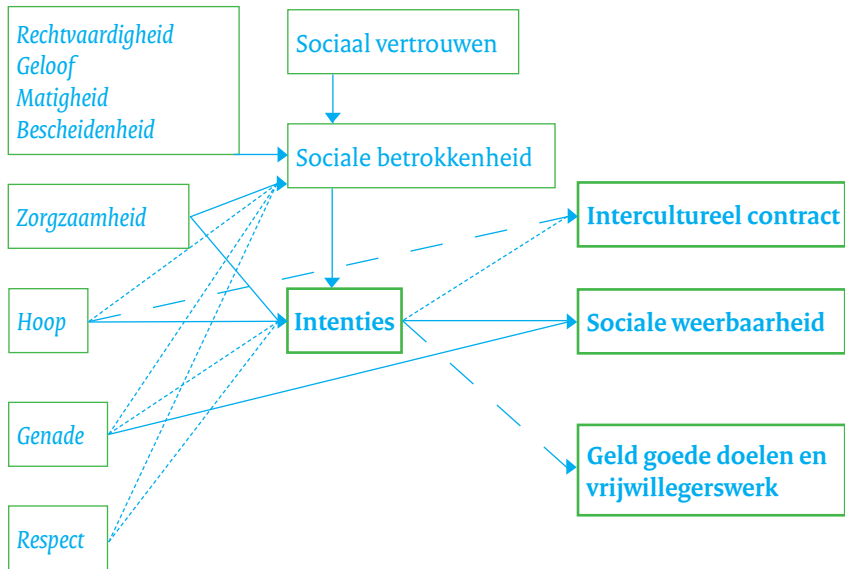 Rechtvaardigheid
Geloof
Matigheid
Bescheidenheid
Sociaal vertrouwen
Sociale betrokkenheid
Zorgzaamheid
Intercultureel contract
Hoop
Intenties
Sociale weerbaarheid
Genade
Geld goede doelen en
vrijwillegerswerk
Respect